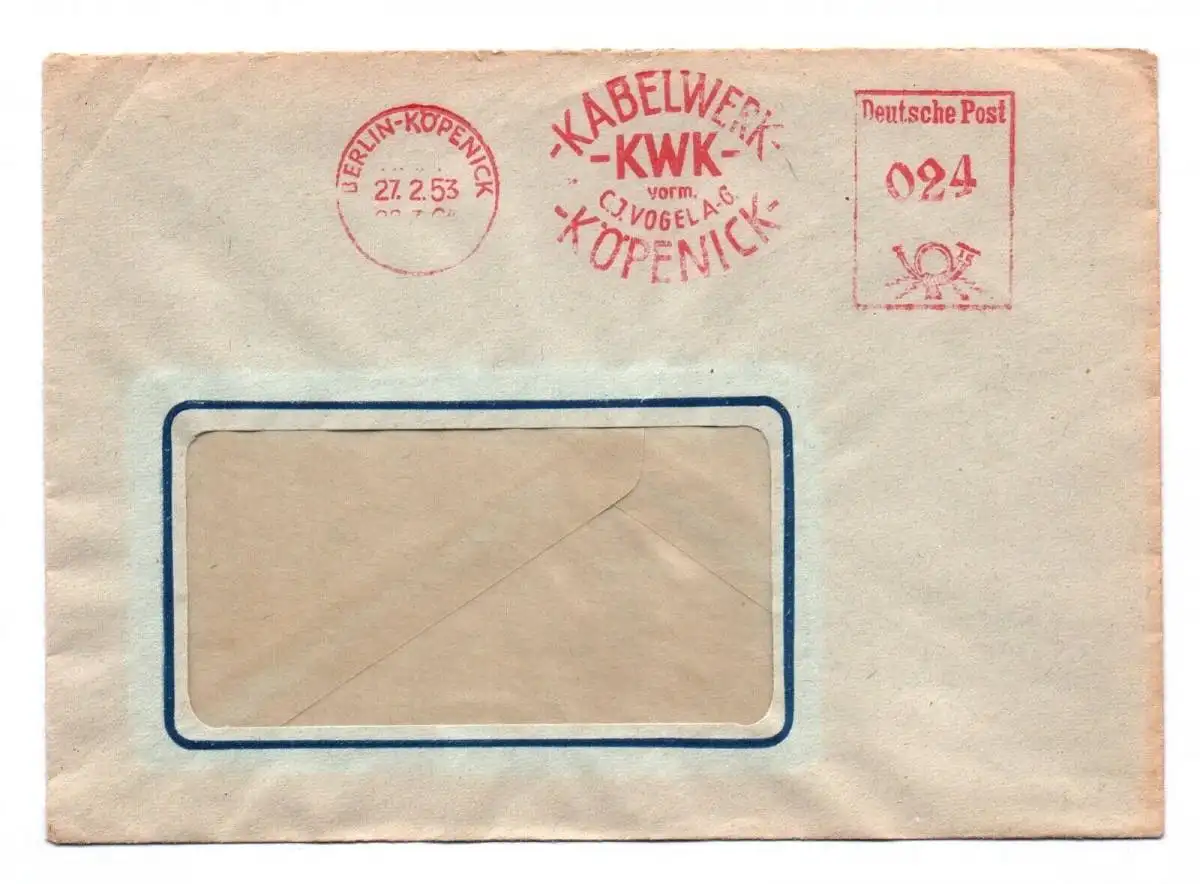 BERLIN-KÖPENICK
27. 2. 53
-KABELWERK-
-KWK-
vorm.
C.J. VOGEL A-G.
-KÖPENICK-
Deutsche Post
024